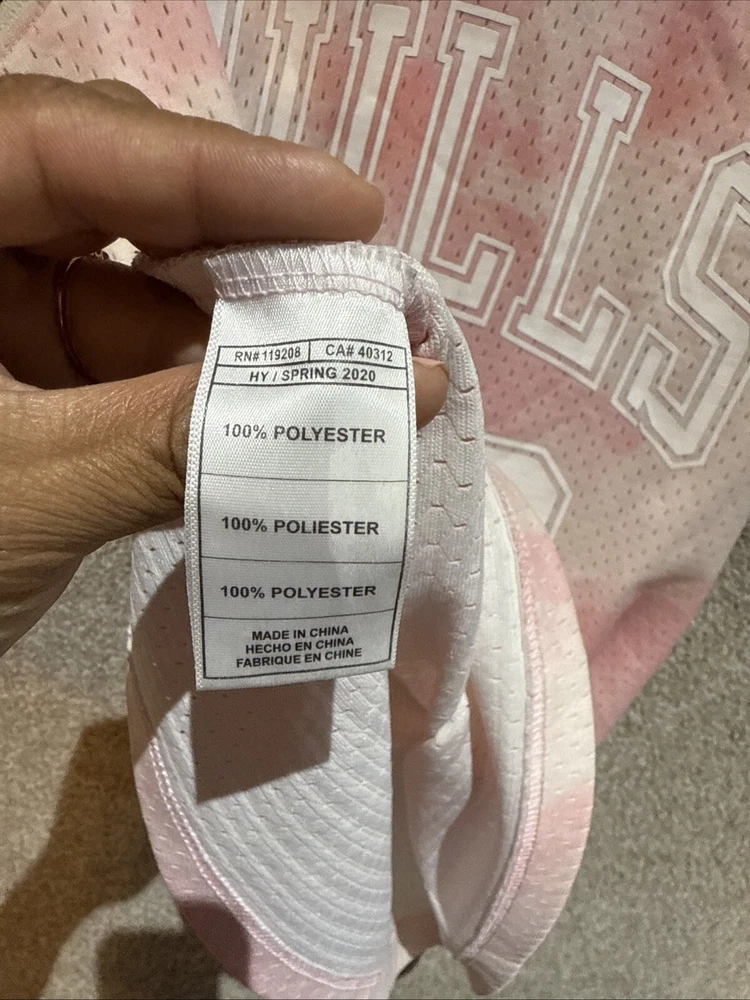 ULLS
RN# 119208 CA# 40312
HY / SPRING 2020
100% POLYESTER
100% POLIESTER
100% POLYESTER
MADE IN CHINA
HECHO EN CHINA
FABRIQUE EN CHINE